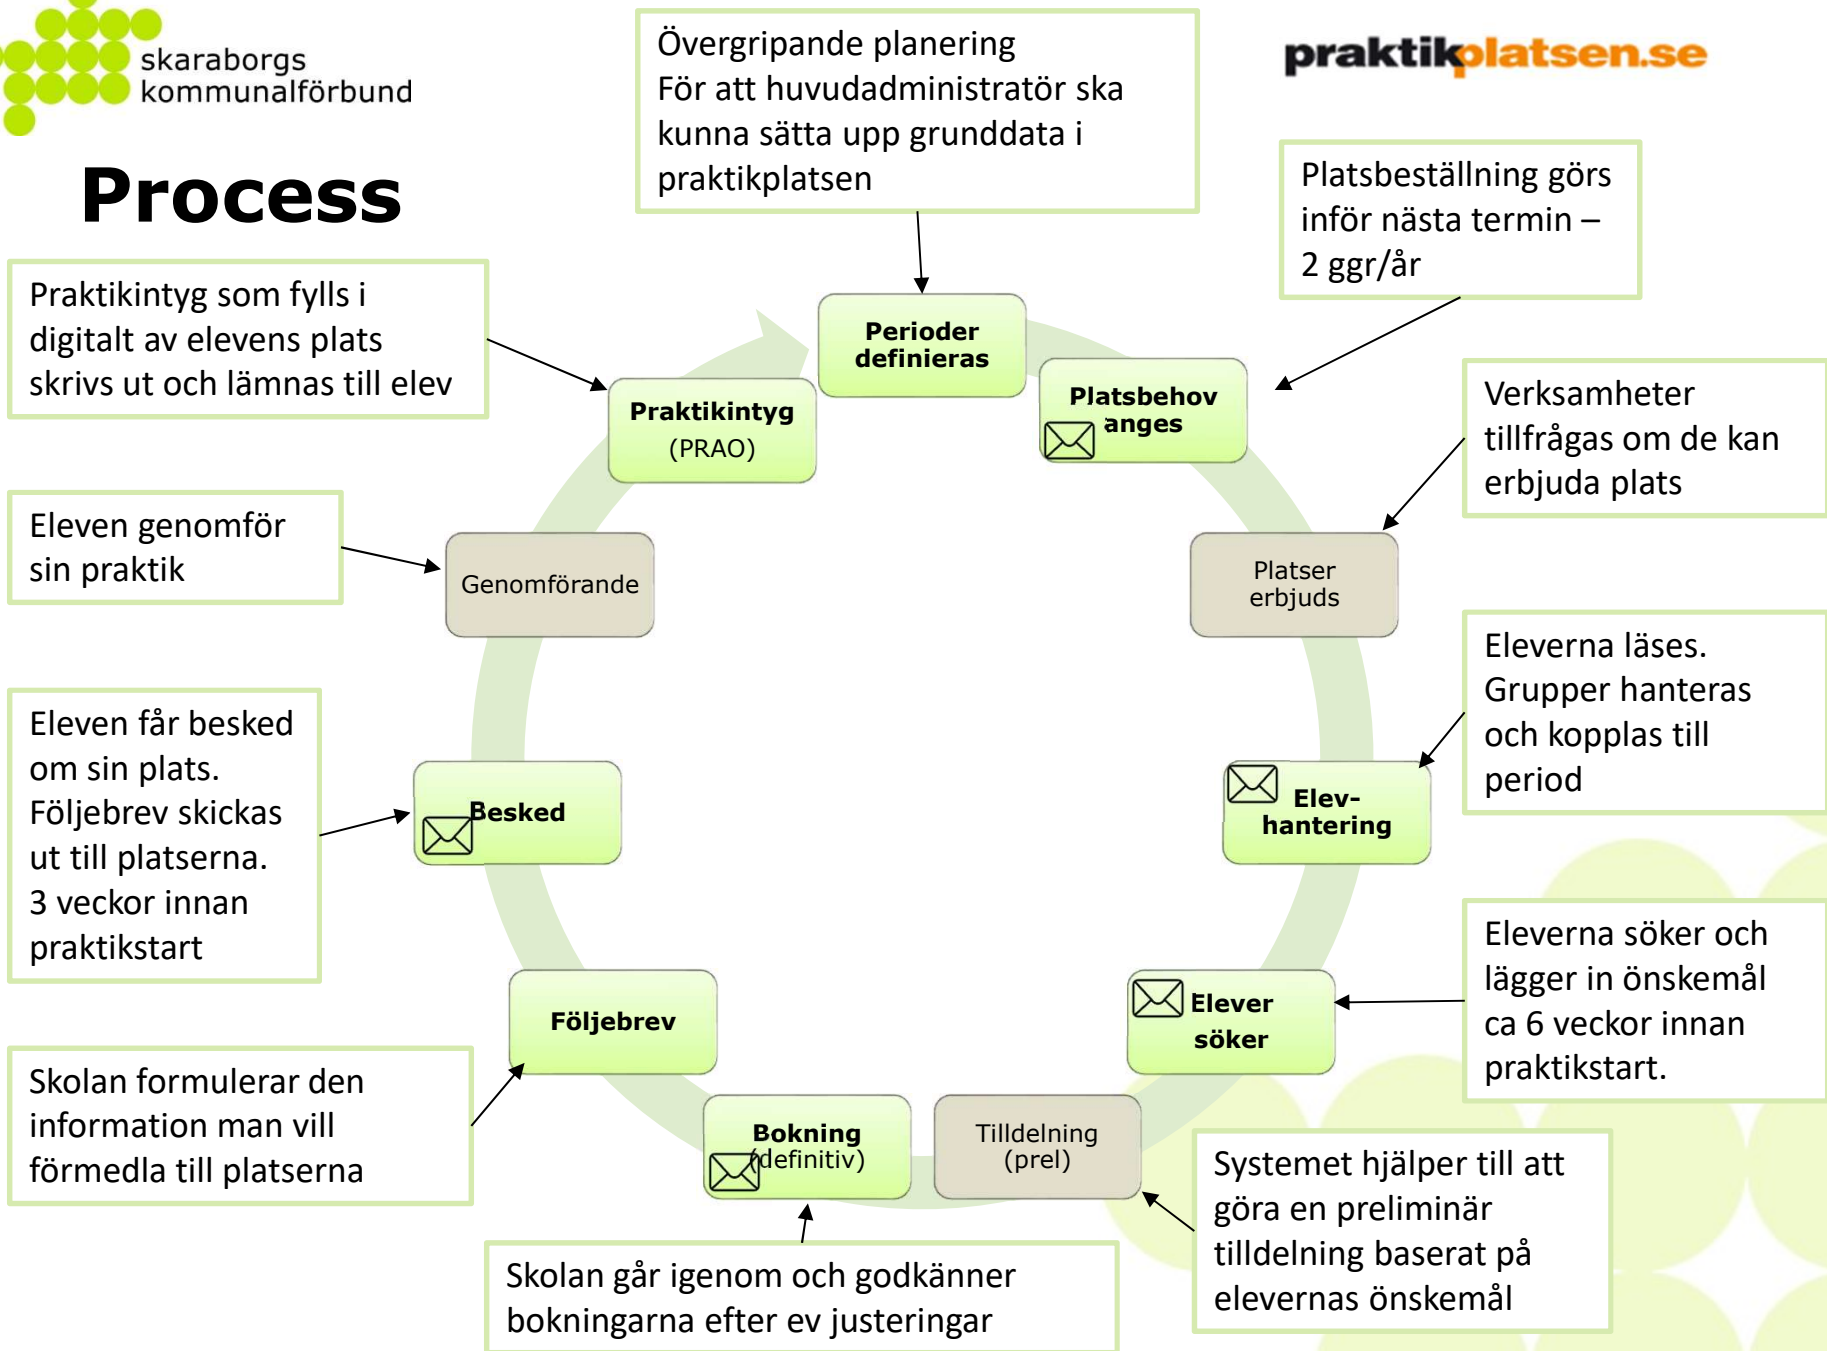 skaraborgs
kommunalförbund
praktikplatsen.se
Process
Övergripande planering
För att huvudadministratör ska
kunna sätta upp grunddata i
praktikplatsen
Platsbeställning görs
inför nästa termin –
2 ggr/år
Praktikintyg som fylls i
digitalt av elevens plats
skrivs ut och lämnas till elev
Perioder
definieras
Platsbehov
anges
Praktikintyg
(PRAO)
Verksamheter
tillfrågas om de kan
erbjuda plats
Eleven genomför
sin praktik
Genomförande
Platser
erbjuds
Eleverna läses.
Grupper hanteras
och kopplas till
period
Eleven får besked
om sin plats.
Följebrev skickas
ut till platserna.
3 veckor innan
praktikstart
Besked
Elev-
hantering
Eleverna söker och
lägger in önskemål
ca 6 veckor innan
praktikstart.
Följebrev
Elever
söker
Skolan formulerar den
information man vill
förmedla till platserna
Bokning
(definitiv)
Tilldelning
(prel)
Systemet hjälper till att
göra en preliminär
tilldelning baserat på
elevernas önskemål
Skolan går igenom och godkänner
bokningarna efter ev justeringar